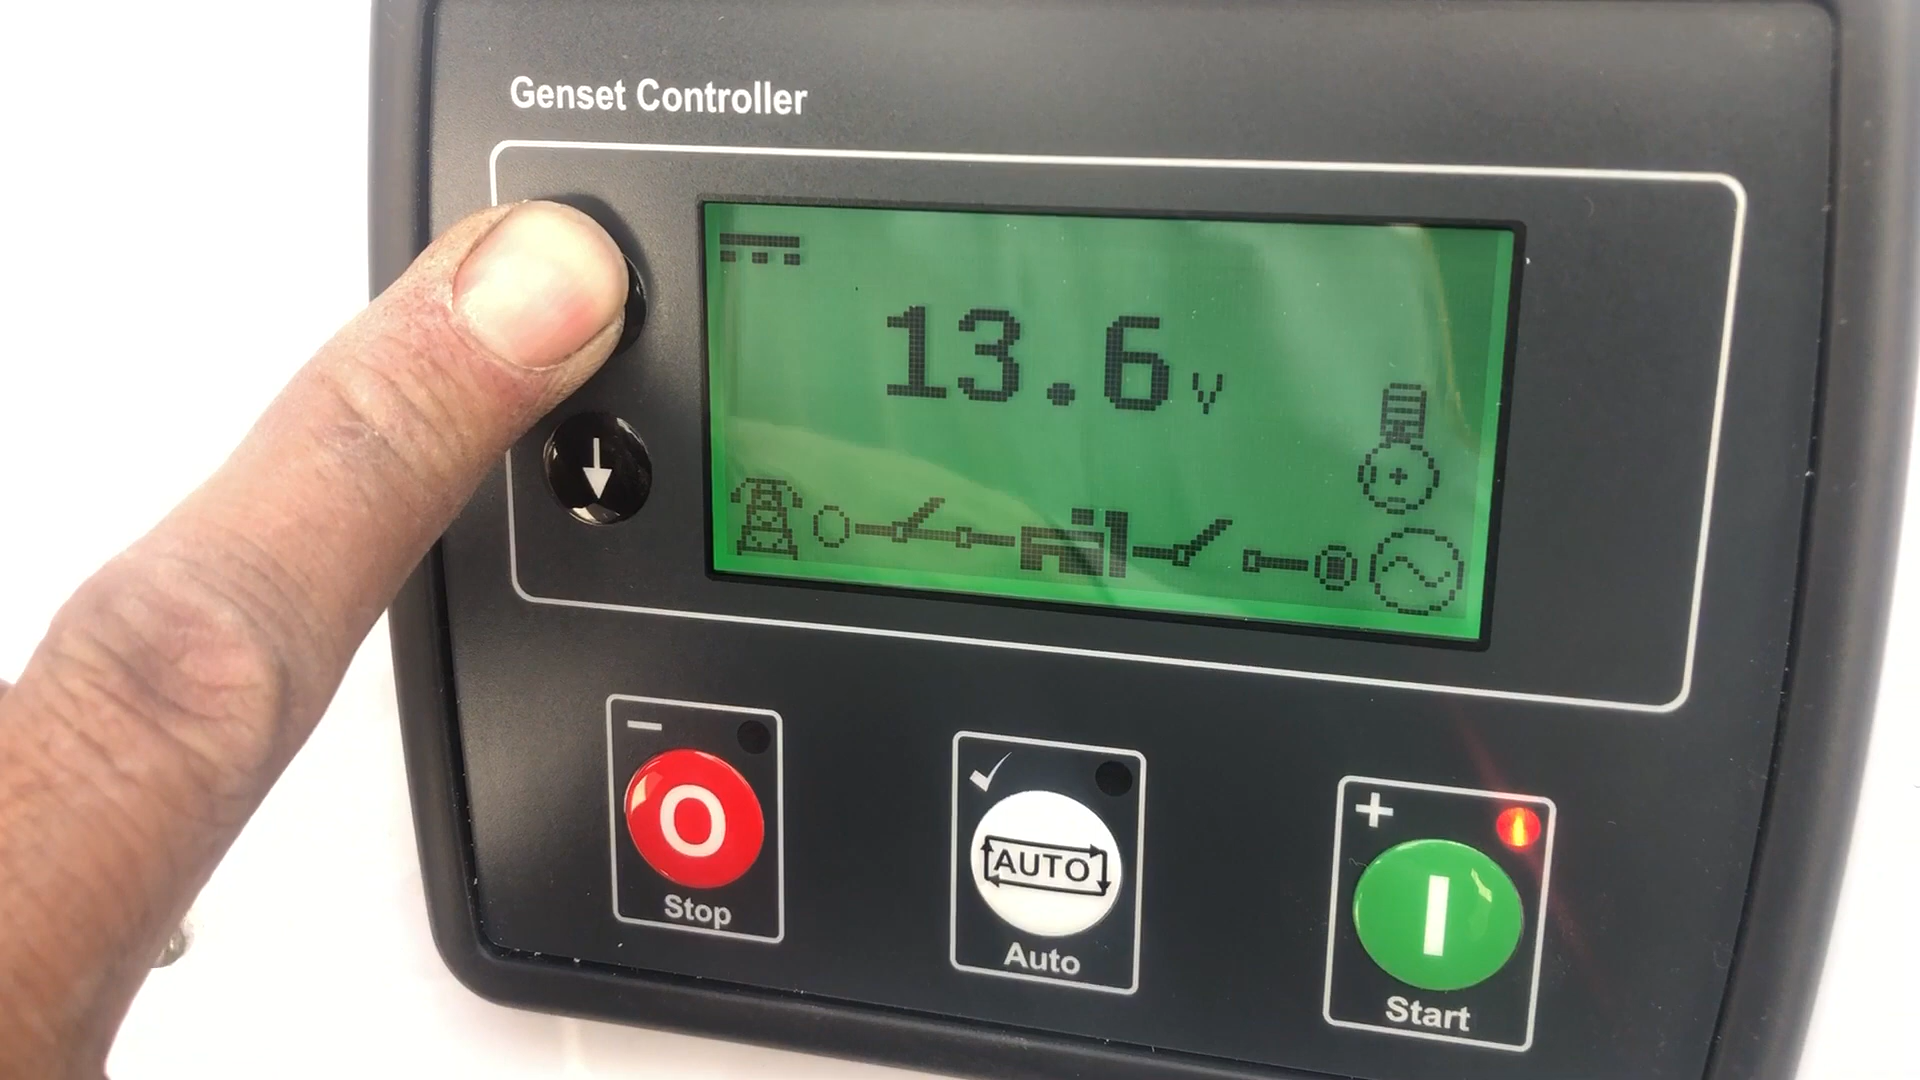 Genset Controller
13.6 V
O
Stop
AUTO
Auto
I
Start